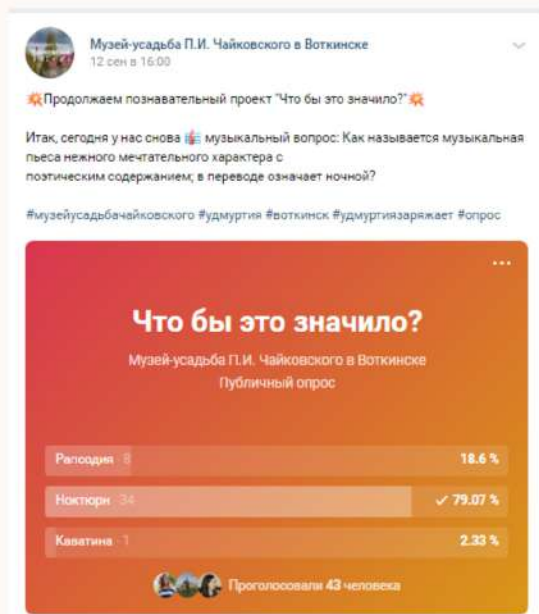 Музей-усадьба П.И. Чайковского в Воткинске
12 сен в 16:00
💥Продолжаем познавательный проект "Что бы это значило?"💥
Итак, сегодня у нас снова музыкальный вопрос: Как называется музыкальная
пьеса нежного мечтательного характера с
поэтическим содержанием; в переводе означает ночной?
#музейусадьбачайковского #удмуртия #воткинск #удмуртиязаряжает #опрос
Что бы это значило?
Музей-усадьба П.И. Чайковского в Воткинске
Публичный опрос
Рапсодия · 8 18.6 %
Ноктюрн · 34 ✓ 79.07 %
Каватина · 1 2.33 %
Проголосовали 43 человека